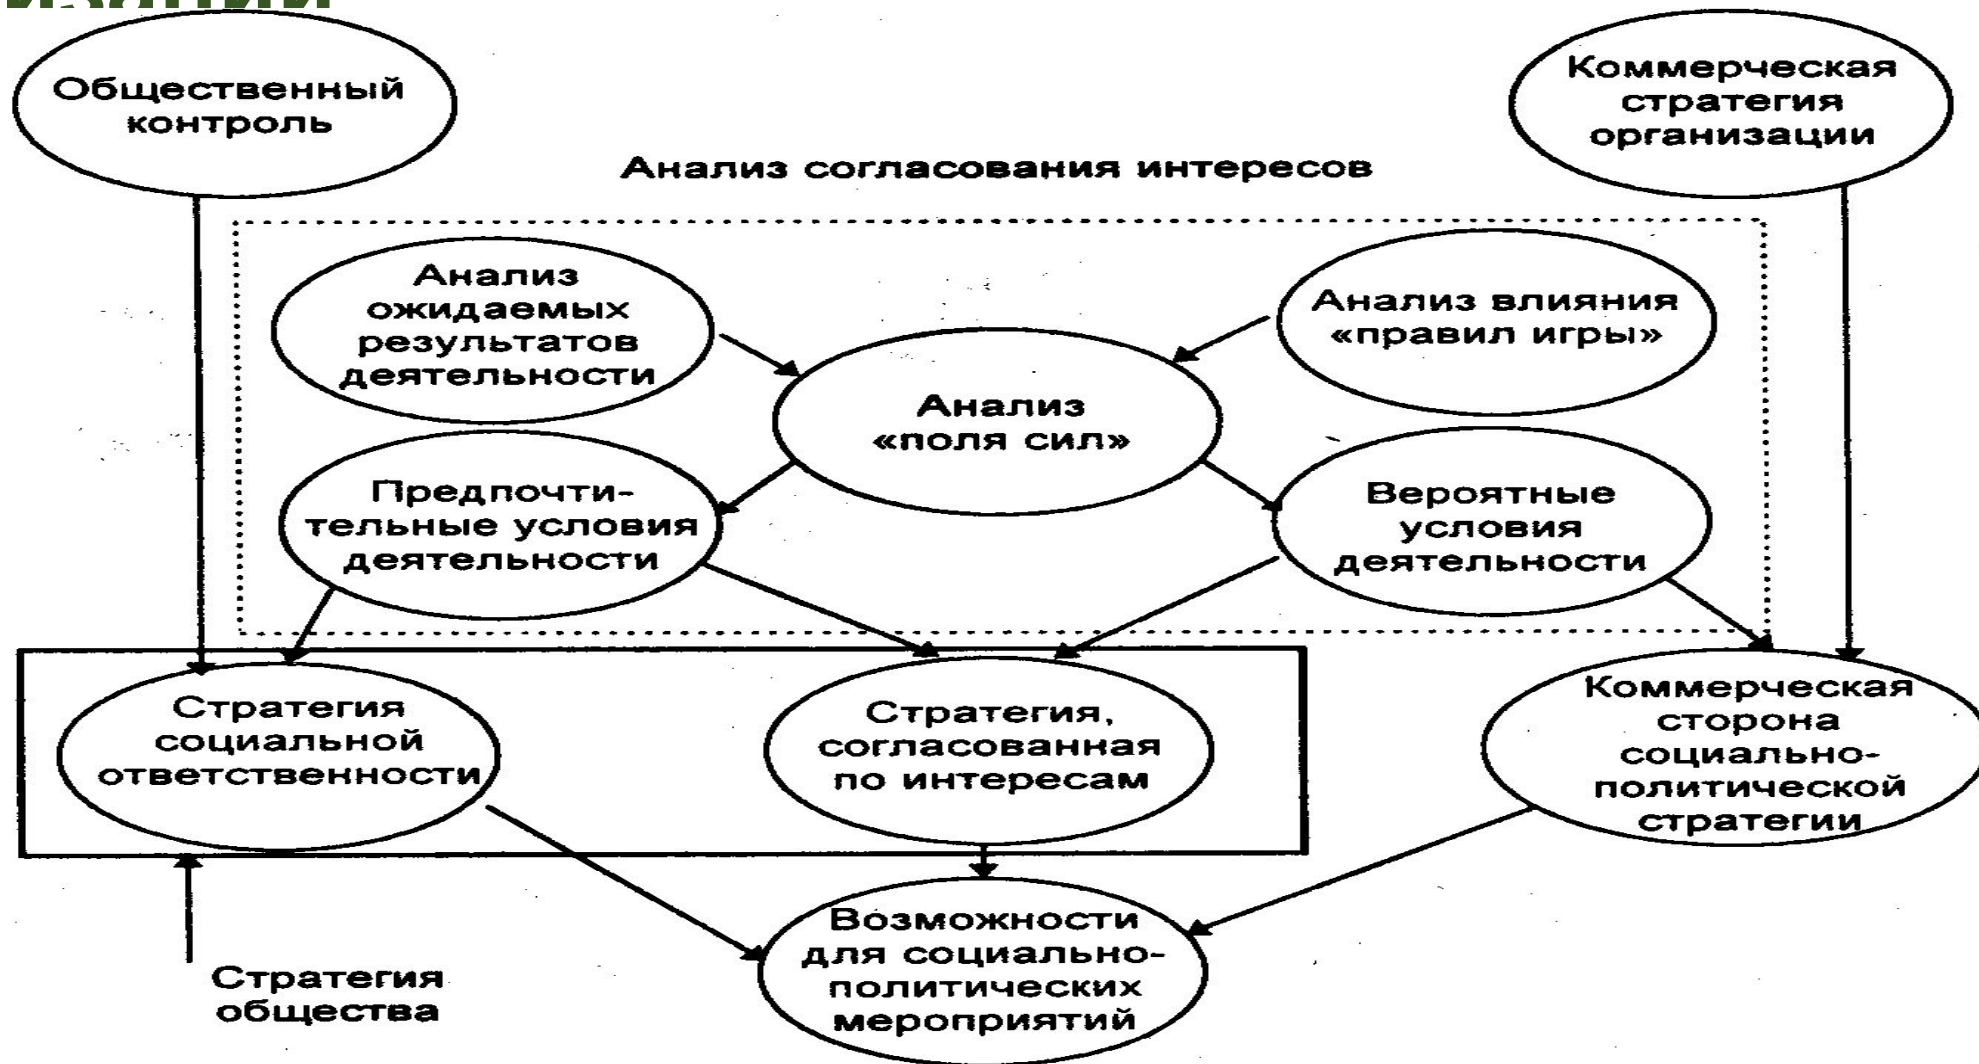 Общественный
контроль
Коммерческая
стратегия
организации
Анализ согласования интересов
Анализ
ожидаемых
результатов
деятельности
Анализ влияния
«правил игры»
Анализ
«поля сил»
Предпочти-
тельные условия
деятельности
Вероятные
условия
деятельности
Стратегия
социальной
ответственности
Стратегия,
согласованная
по интересам
Коммерческая
сторона
социально-
политической
стратегии
Стратегия
общества
Возможности
для социально-
политических
мероприятий